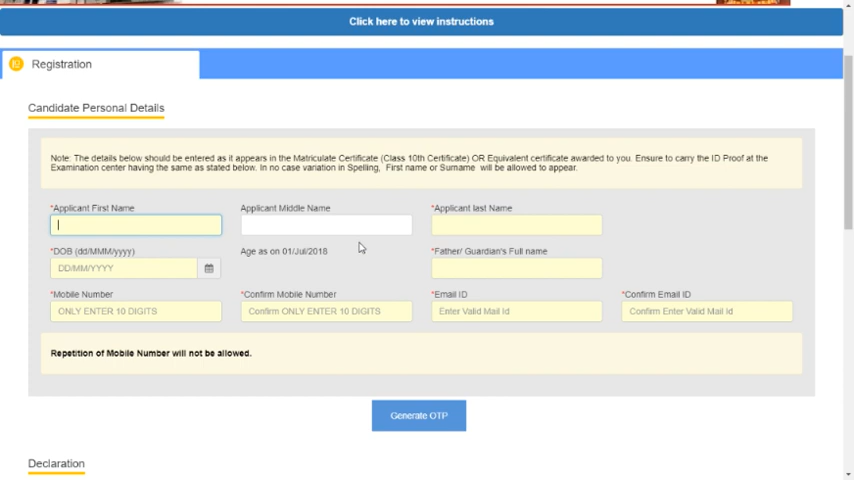 Click here to view instructions
Registration
Candidate Personal Details
Note: The details below should be entered as it appears in the Matriculate Certificate (Class 10th Certificate) OR Equivalent certificate awarded to you. Ensure to carry the ID Proof at the
Examination center having the same as stated below. In no case variation in Spelling, First name or Surname will be allowed to appear.
*Applicant First Name Applicant Middle Name *Applicant last Name
*DOB (dd/MMM/yyyy) Age as on 01/Jul/2018 *Father/ Guardian's Full name
DD/MM/YYYY
*Mobile Number *Confirm Mobile Number *Email ID *Confirm Email ID
ONLY ENTER 10 DIGITS Confirm ONLY ENTER 10 DIGITS Enter Valid Mail Id Confirm Enter Valid Mail Id
Repetition of Mobile Number will not be allowed.
Generate OTP
Declaration